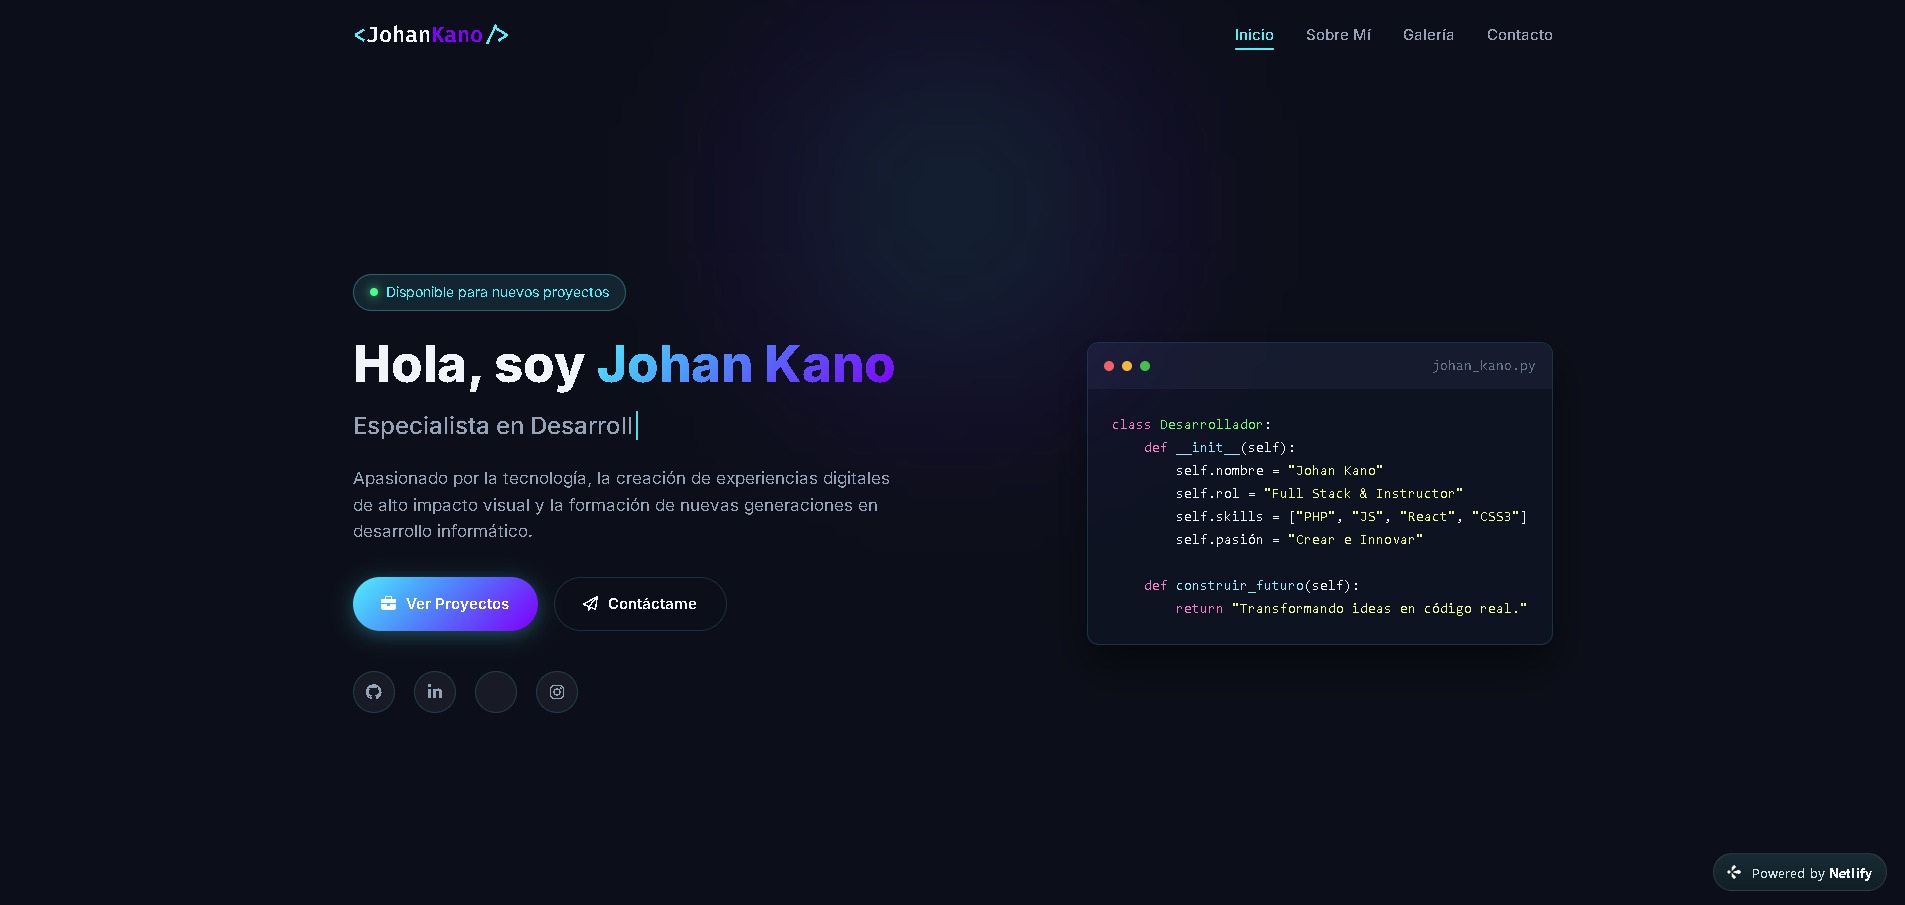 <JohanKano/>
Inicio Sobre Mí Galería Contacto
Disponible para nuevos proyectos
Hola, soy Johan Kano
Especialista en Desarroll
Apasionado por la tecnología, la creación de experiencias digitales
de alto impacto visual y la formación de nuevas generaciones en
desarrollo informático.
Ver Proyectos
Contáctame
in
johan_kano.py
class Desarrollador:
    def __init__(self):
        self.nombre = "Johan Kano"
        self.rol = "Full Stack & Instructor"
        self.skills = ["PHP", "JS", "React", "CSS3"]
        self.pasión = "Crear e Innovar"
    def construir_futuro(self):
        return "Transformando ideas en código real."
Powered by Netlify